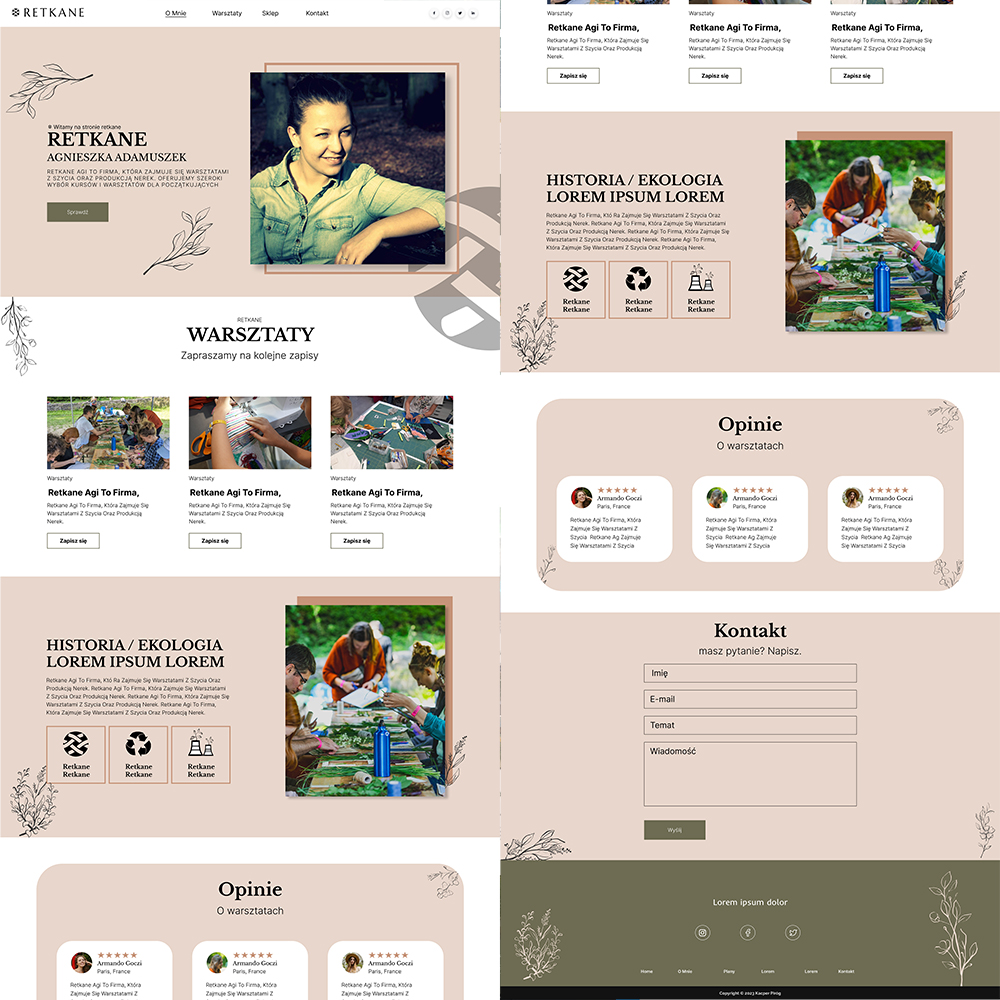 RETKANE
O Mnie
Warsztaty
Sklep
Kontakt
Witamy na stronie retkane
RETKANE
AGNIESZKA ADAMUSZEK
RETKANE AGI TO FIRMA, KTÓRA ZAJMUJE SIĘ WARSZTATAMI
Z SZYCIA ORAZ PRODUKCJĄ NEREK. OFERUJEMY SZEROKI
WYBÓR KURSÓW I WARSZTATÓW DLA POCZĄTKUJĄCYCH
Sprawdź
RETKANE
WARSZTATY
Zapraszamy na kolejne zapisy
Warsztaty
Retkane Agi To Firma,
Retkane Agi To Firma, Która Zajmuje Się
Warsztatami Z Szycia Oraz Produkcją
Nerek.
Zapisz się
Warsztaty
Retkane Agi To Firma,
Retkane Agi To Firma, Która Zajmuje Się
Warsztatami Z Szycia Oraz Produkcją
Nerek.
Zapisz się
Warsztaty
Retkane Agi To Firma,
Retkane Agi To Firma, Która Zajmuje Się
Warsztatami Z Szycia Oraz Produkcją
Nerek.
Zapisz się
HISTORIA / EKOLOGIA
LOREM IPSUM LOREM
Retkane Agi To Firma, Któ Ra Zajmuje Się Warsztatami Z Szycia Oraz
Produkcją Nerek. Retkane Agi To Firma, Która Zajmuje Się Warsztatami
Z Szycia Oraz Produkcją Nerek. Retkane Agi To Firma, Która Zajmuje Się
Warsztatami Z Szycia Oraz Produkcją Nerek. Retkane Agi To Firma,
Która Zajmuje Się Warsztatami Z Szycia Oraz Produkcją Nerek.
Retkane
Retkane
Retkane
Retkane
Retkane
Retkane
Opinie
O warsztatach
Armando Goczi
Paris, France
Retkane Agi To Firma, Która
Zajmuje Się Warsztatami Z
Armando Goczi
Paris, France
Retkane Agi To Firma, Która
Zajmuje Się Warsztatami Z
Armando Goczi
Paris, France
Retkane Agi To Firma, Która
Zajmuje Się Warsztatami Z
Warsztaty
Retkane Agi To Firma,
Retkane Agi To Firma, Która Zajmuje Się
Warsztatami Z Szycia Oraz Produkcją
Nerek.
Zapisz się
Warsztaty
Retkane Agi To Firma,
Retkane Agi To Firma, Która Zajmuje Się
Warsztatami Z Szycia Oraz Produkcją
Nerek.
Zapisz się
Warsztaty
Retkane Agi To Firma,
Retkane Agi To Firma, Która Zajmuje Się
Warsztatami Z Szycia Oraz Produkcją
Nerek.
Zapisz się
HISTORIA / EKOLOGIA
LOREM IPSUM LOREM
Retkane Agi To Firma, Któ Ra Zajmuje Się Warsztatami Z Szycia Oraz
Produkcją Nerek. Retkane Agi To Firma, Która Zajmuje Się Warsztatami
Z Szycia Oraz Produkcją Nerek. Retkane Agi To Firma, Która Zajmuje Się
Warsztatami Z Szycia Oraz Produkcją Nerek. Retkane Agi To Firma,
Która Zajmuje Się Warsztatami Z Szycia Oraz Produkcją Nerek.
Retkane
Retkane
Retkane
Retkane
Retkane
Retkane
Opinie
O warsztatach
Armando Goczi
Paris, France
Retkane Agi To Firma, Która
Zajmuje Się Warsztatami Z
Szycia Retkane Ag Zajmuje
Się Warsztatami Z Szycia
Armando Goczi
Paris, France
Retkane Agi To Firma, Która
Zajmuje Się Warsztatami Z
Szycia Retkane Ag Zajmuje
Się Warsztatami Z Szycia
Armando Goczi
Paris, France
Retkane Agi To Firma, Która
Zajmuje Się Warsztatami Z
Szycia Retkane Ag Zajmuje
Się Warsztatami Z Szycia
Kontakt
masz pytanie? Napisz.
Imię
E-mail
Temat
Wiadomość
Wyślij
Lorem ipsum dolor
Home
O Mnie
Plany
Lorem
Lorem
Kontakt
Copyright © 2023 Kacper Piróg